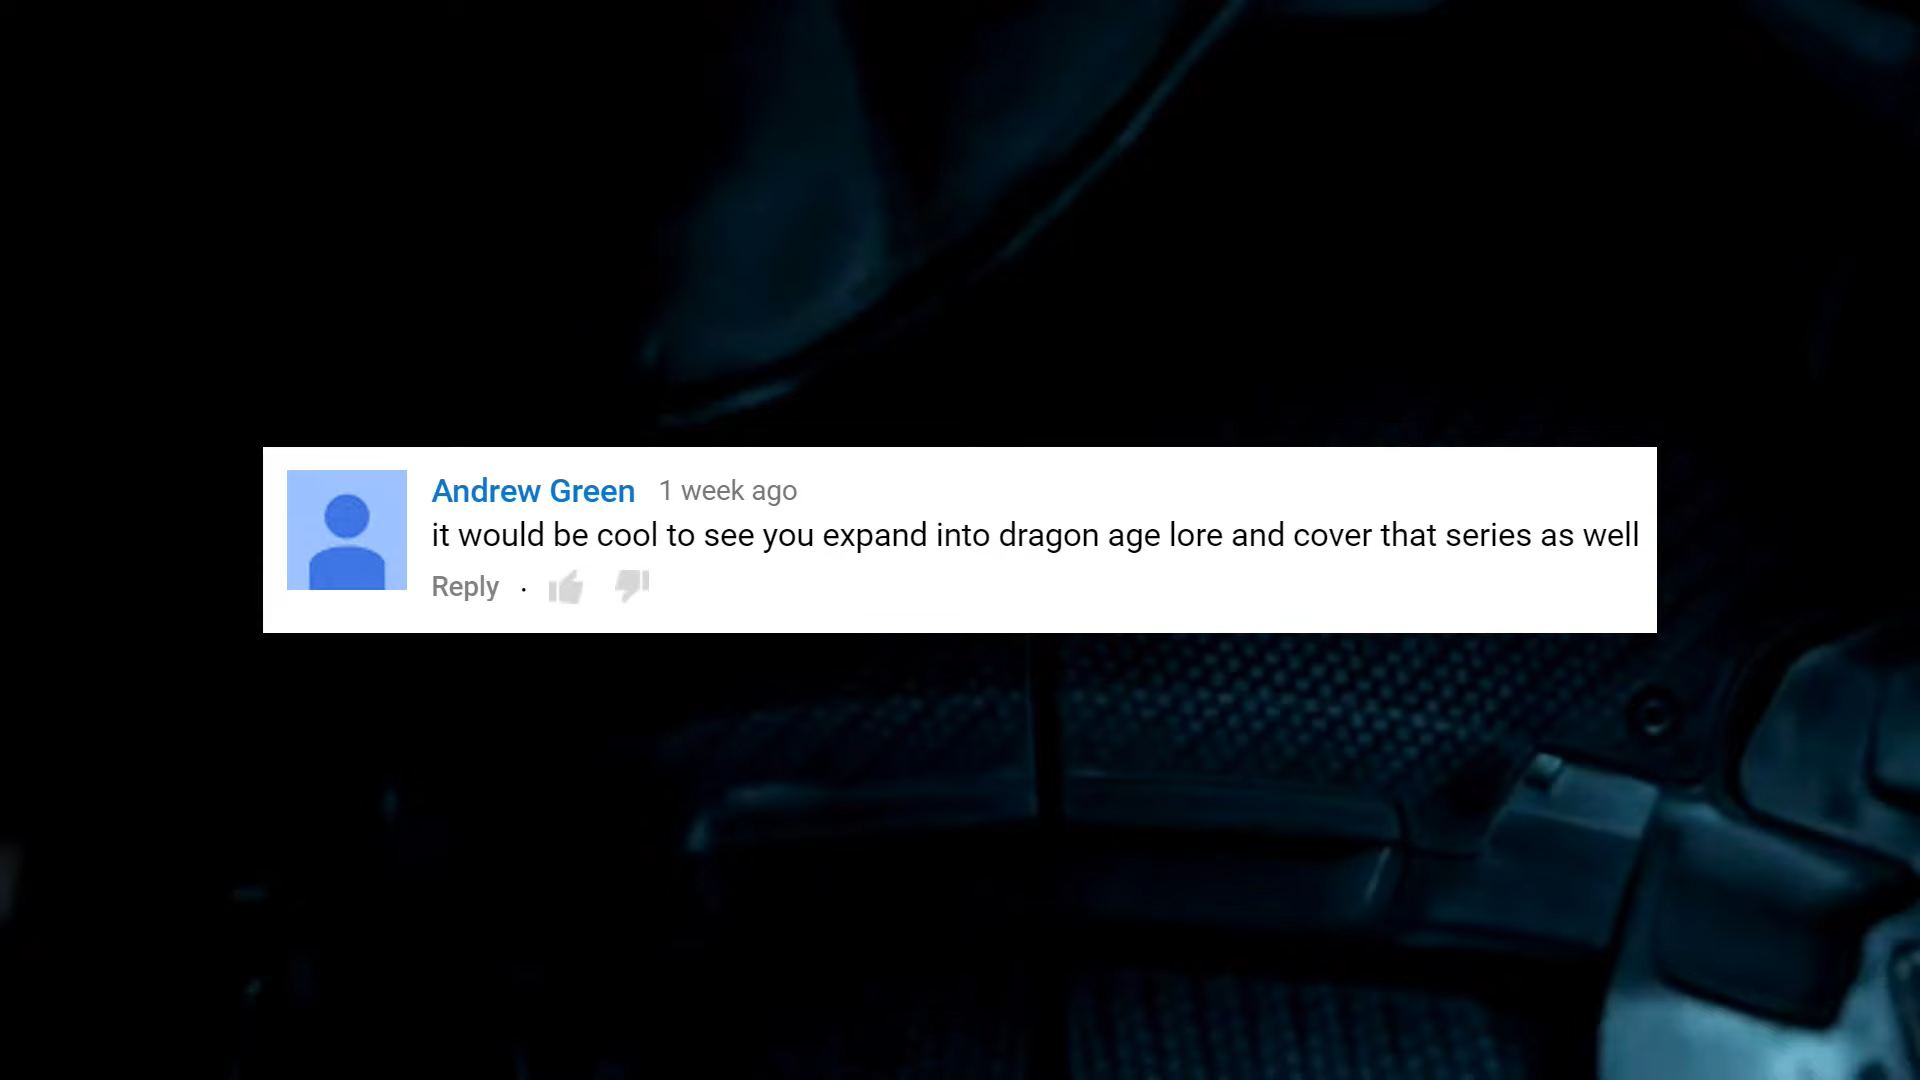 Andrew Green 1 week ago
it would be cool to see you expand into dragon age lore and cover that series as well
Reply ·